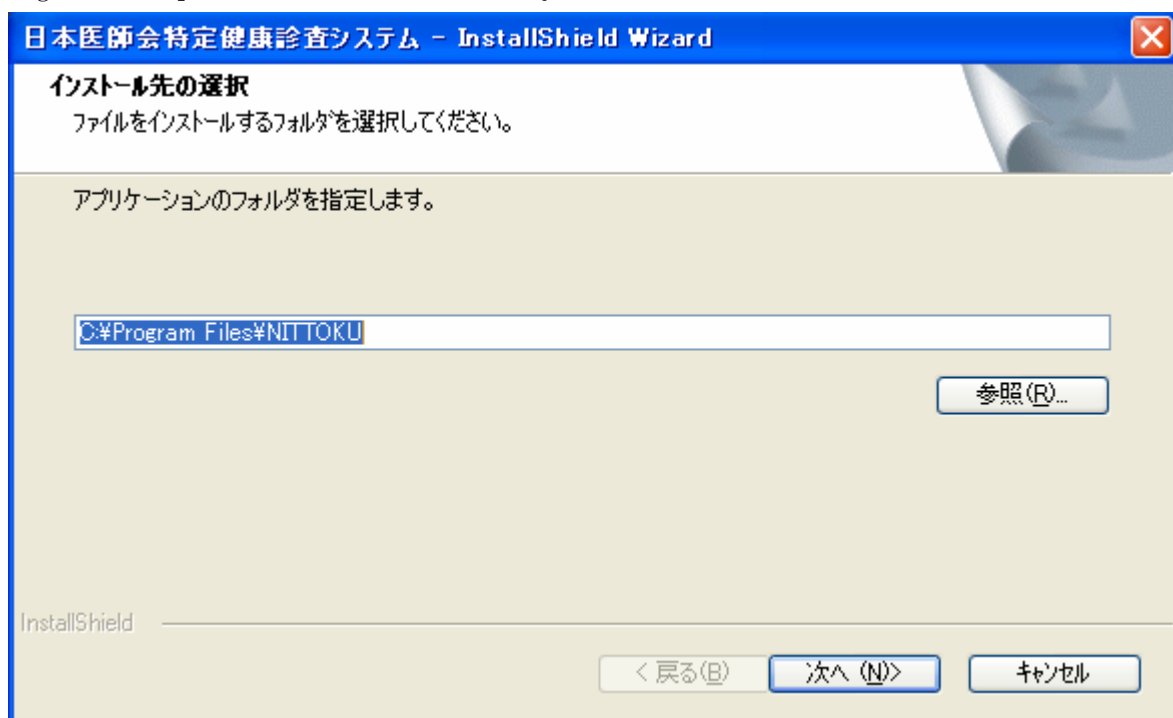 日本医師会特定健康診査システム - InstallShield Wizard
インストール先の選択
ファイルをインストールするフォルダを選択してください。
アプリケーションのフォルダを指定します。
C:¥Program Files¥NITTOKU
参照(R)...
InstallShield
< 戻る(B)
次へ (N)>
キャンセル